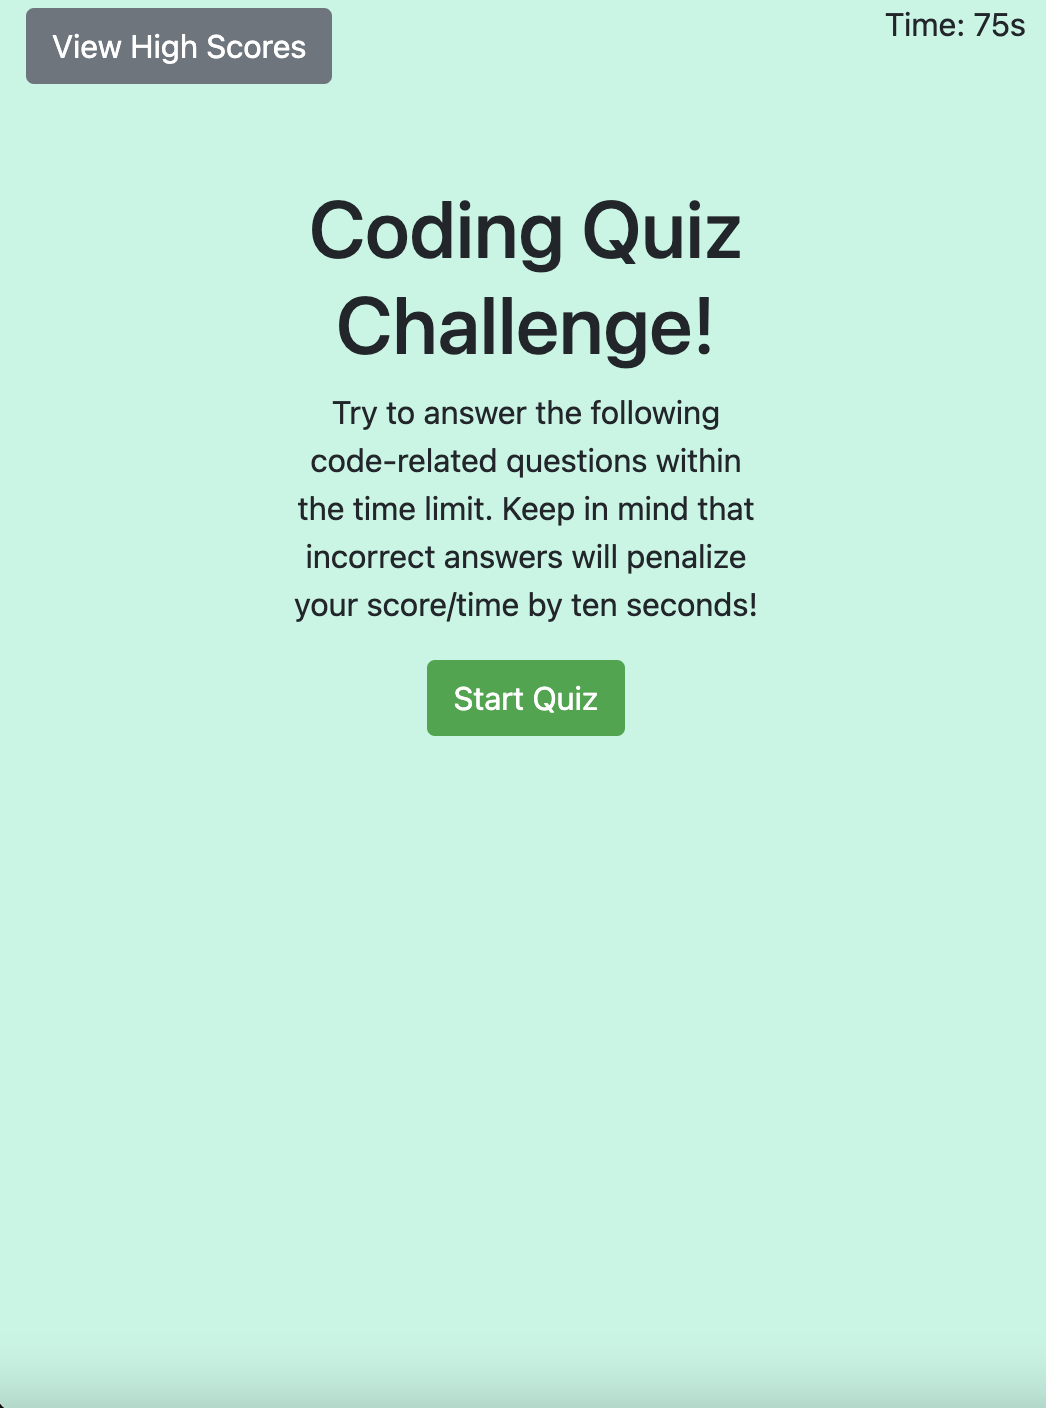 View High Scores
Time: 75s
Coding Quiz
Challenge!
Try to answer the following
code-related questions within
the time limit. Keep in mind that
incorrect answers will penalize
your score/time by ten seconds!
Start Quiz